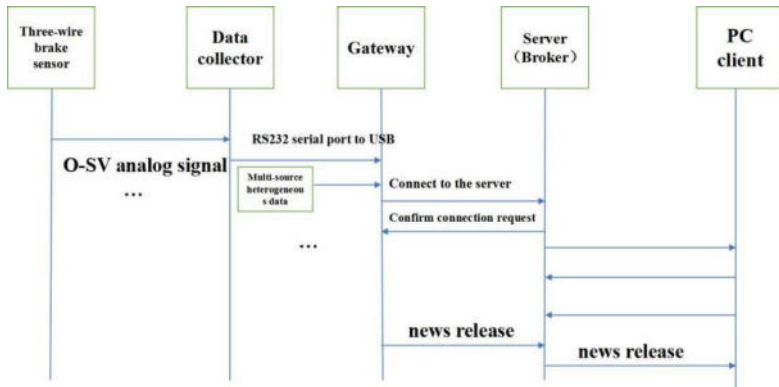 Three-wire
brake
sensor
Data
collector
Gateway
Server
（Broker）
PC
client
RS232 serial port to USB
O-SV analog signal
...
Multi-source
heterogeneou
s data
Connect to the server
Confirm connection request
...
news release
news release